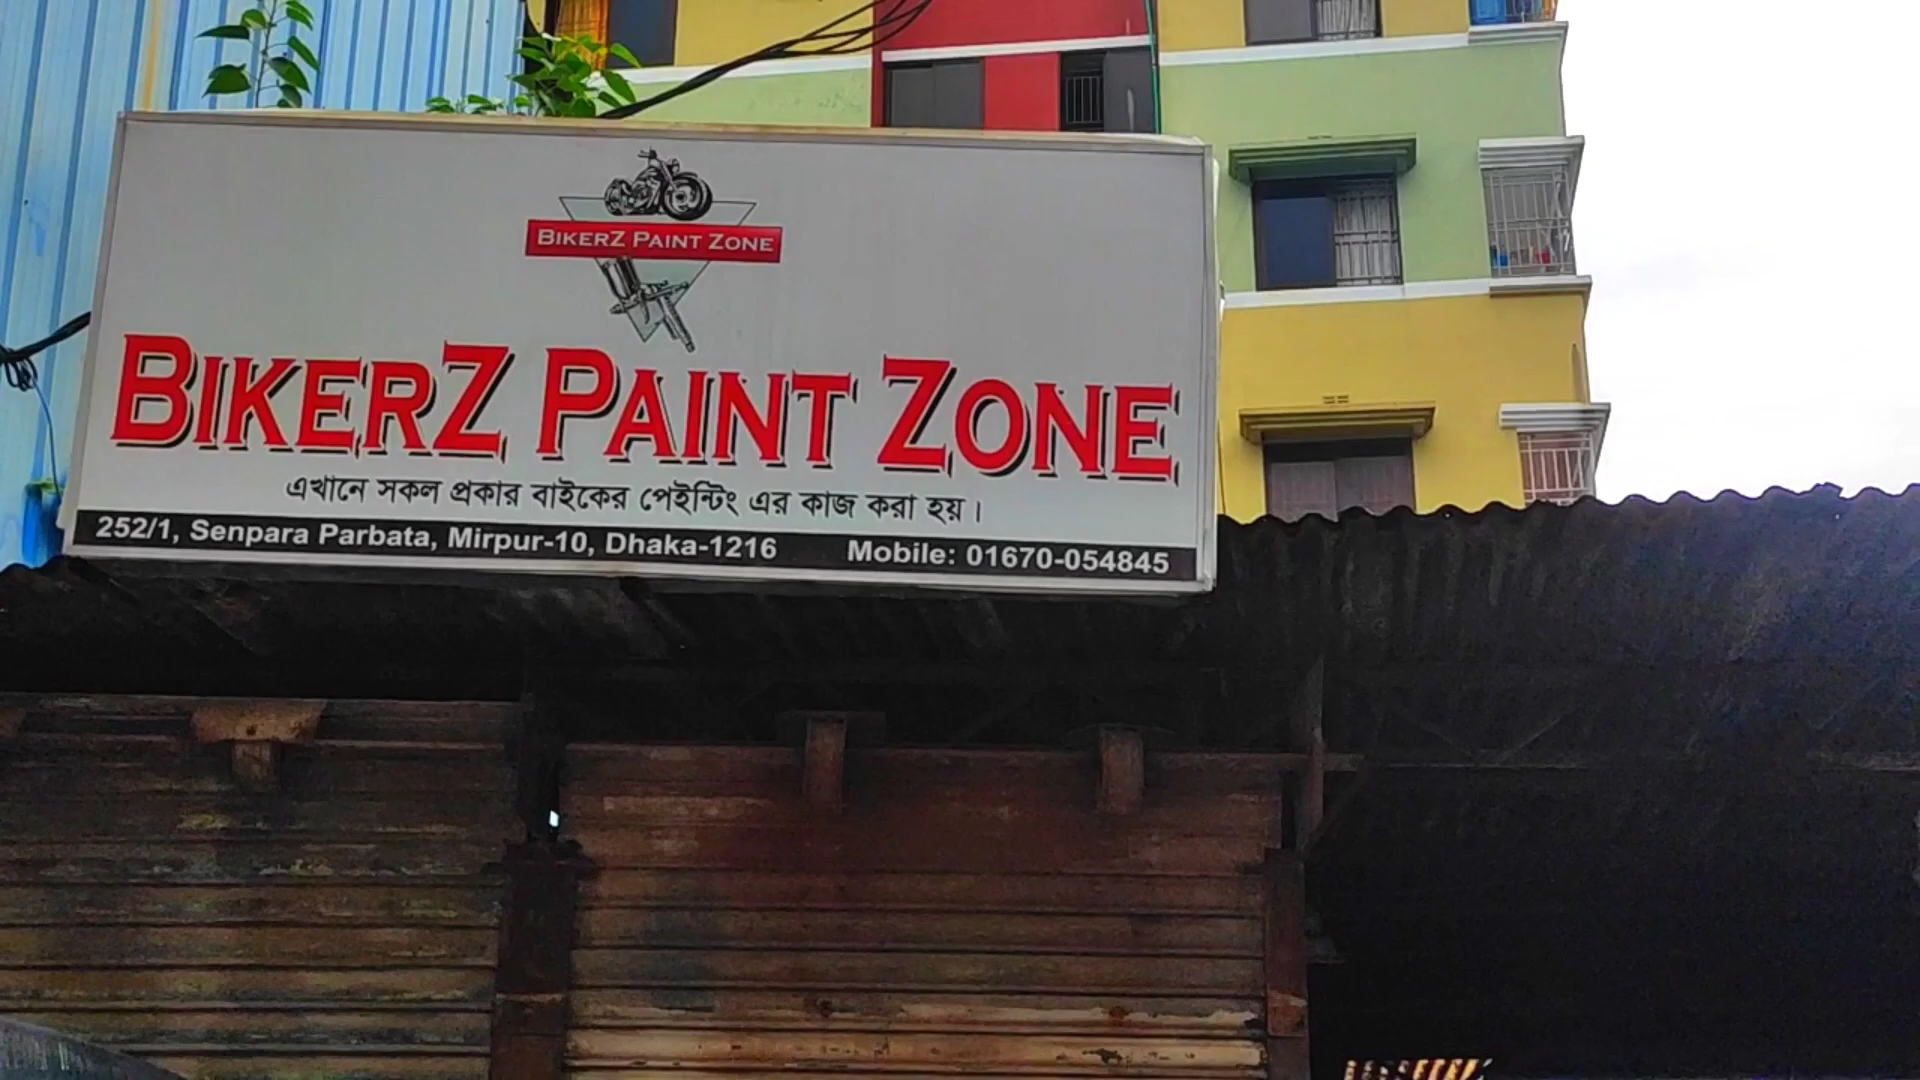 BIKERZ PAINT ZONE
BIKERZ PAINT ZONE
এখানে সকল প্রকার বাইকের পেইন্টিং এর কাজ করা হয়।
252/1, Senpara Parbata, Mirpur-10, Dhaka-1216 Mobile: 01670-054845